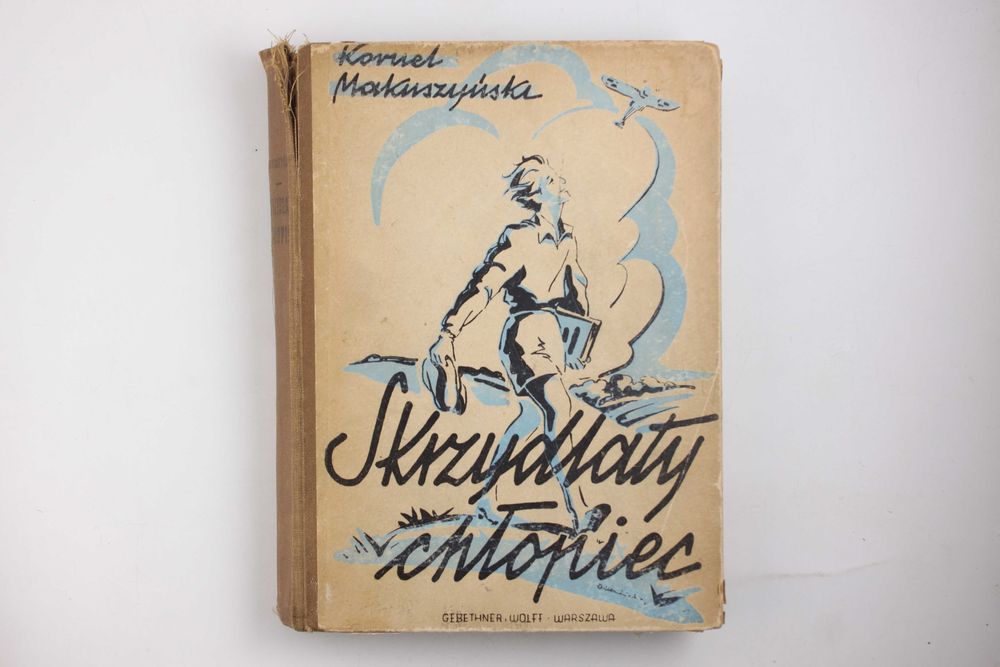 Kornel
Makuszyński
Skrzydlaty
chłopiec
GEBETHNER i WOLFF · WARSZAWA